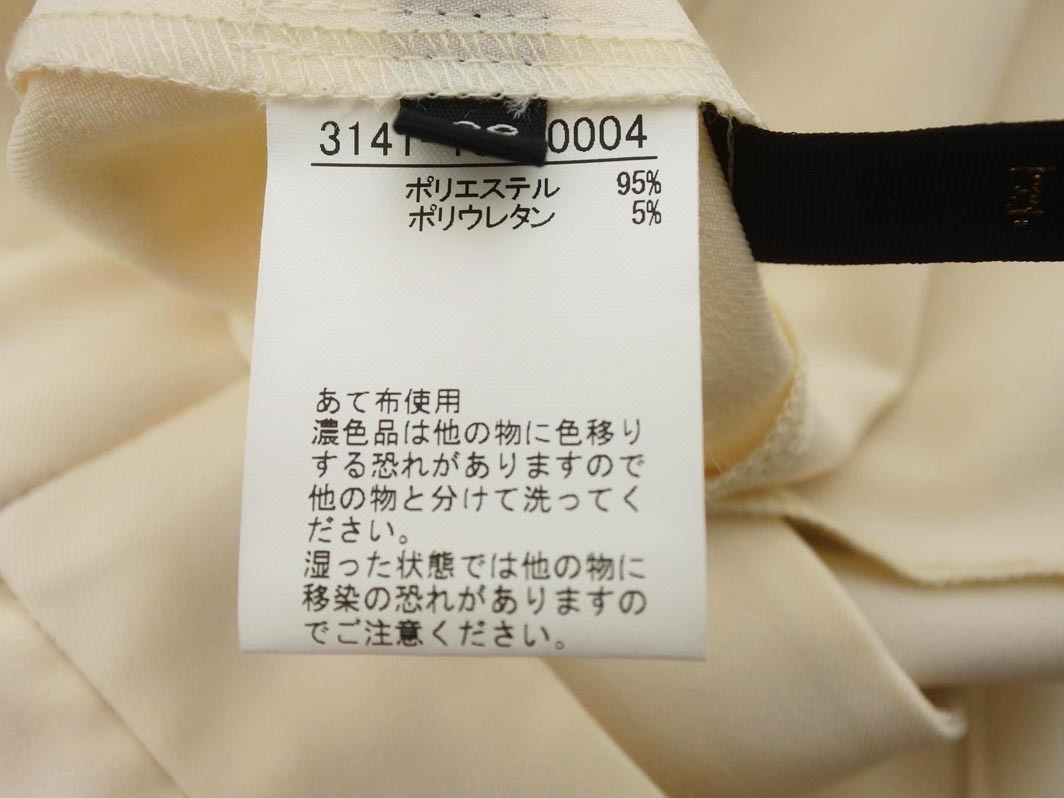 3141 0004
ポリエステル 95%
ポリウレタン 5%
あて布使用
濃色品は他の物に色移り
する恐れがありますので
他の物と分けて洗ってく
ださい。
湿った状態では他の物に
移染の恐れがありますの
でご注意ください。